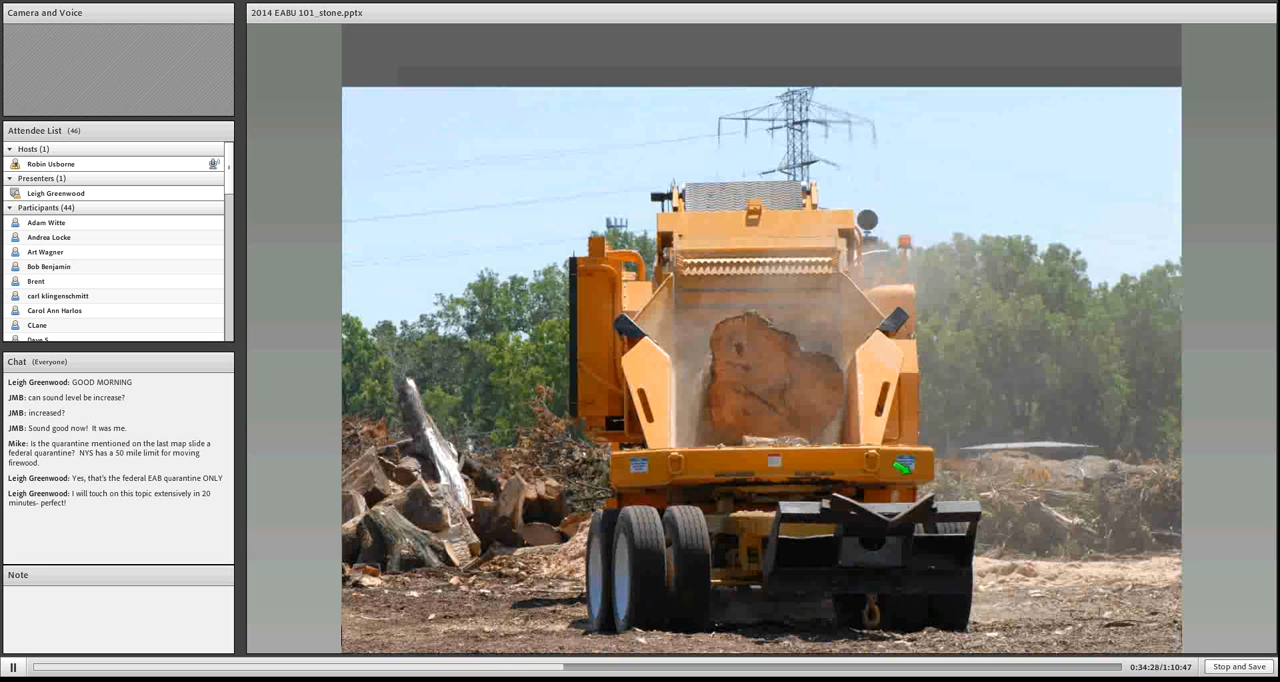 Camera and Voice
2014 EABU 101_stone.pptx
Attendee List (46)
Hosts (1)
Robin Usborne
Presenters (1)
Leigh Greenwood
Participants (44)
Adam Witte
Andrea Locke
Art Wagner
Bob Benjamin
Brent
carl klingenschmitt
Carol Ann Harlos
CLane
Chat (Everyone)
Leigh Greenwood: GOOD MORNING
JMB: can sound level be increase?
JMB: increased?
JMB: Sound good now! It was me.
Mike: Is the quarantine mentioned on the last map slide a
federal quarantine? NYS has a 50 mile limit for moving
firewood.
Leigh Greenwood: Yes, that's the federal EAB quarantine ONLY
Leigh Greenwood: I will touch on this topic extensively in 20
minutes- perfect!
Note
0:34:28/1:10:47
Stop and Save